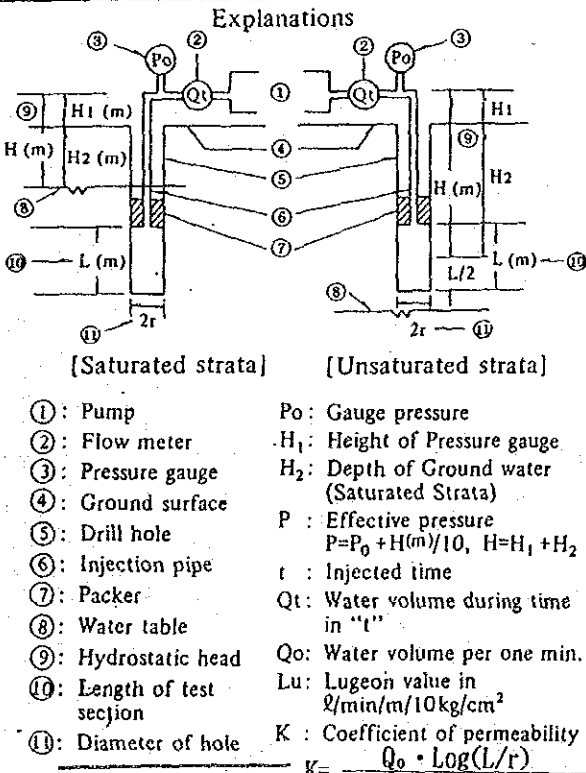 Explanations
③ ② ② ③
Po Qt ① Qt Po
⑨ H1 (m) H1
H (m) H2 (m) ④ ⑨
⑤ H (m) H2
⑧ ⑥
⑦
⑩ L (m) L (m) ⑩
L/2
⑧
2r 2r ⑪
⑪
[Saturated strata] [Unsaturated strata]
①: Pump
②: Flow meter
③: Pressure gauge
④: Ground surface
⑤: Drill hole
⑥: Injection pipe
⑦: Packer
⑧: Water table
⑨: Hydrostatic head
⑩: Length of test
section
⑪: Diameter of hole
Po: Gauge pressure
H₁: Height of Pressure gauge
H₂: Depth of Ground water
(Saturated Strata)
P : Effective pressure
P=P₀+H(m)/10, H=H₁+H₂
t : Injected time
Qt: Water volume during time
in "t"
Qo: Water volume per one min.
Lu: Lugeon value in
ℓ/min/m/10kg/cm²
K : Coefficient of permeability
K= Q₀・Log(L/r)